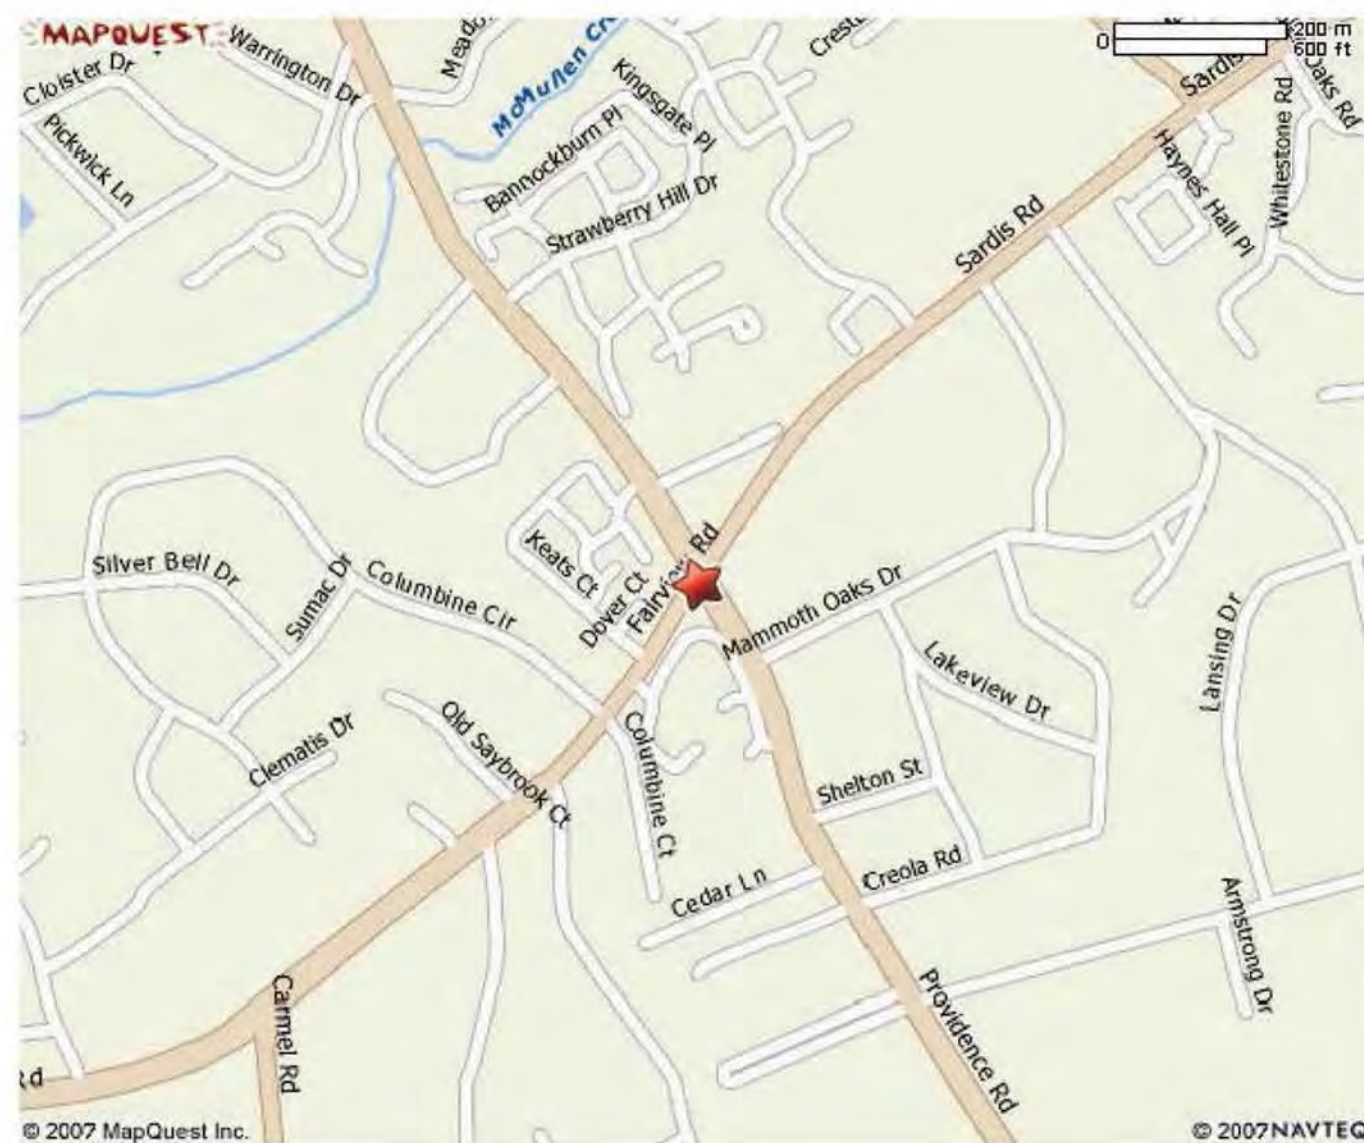 MAPQUEST
Warrington Dr
Cloister Dr
Pickwick Ln
McMullen
Kingsgate Pl
Bannockburn Pl
Strawberry Hill Dr
0
200 m
600 ft
Sardis
Oaks Rd
Whitestone Rd
Haynes Hall Pl
Sardis Rd
Silver Bell Dr
Sumac Dr
Columbine Cir
Keats Ct
Dover Ct
Rd
Mammoth Oaks Dr
Lakeview Dr
Lansing Dr
Old Saybrook Ct
Clematis Dr
Columbine Ct
Shelton St
Cedar Ln
Creola Rd
Armstrong Dr
Providence Rd
Carmel Rd
Rd
© 2007 MapQuest Inc.
© 2007 NAVTEQ